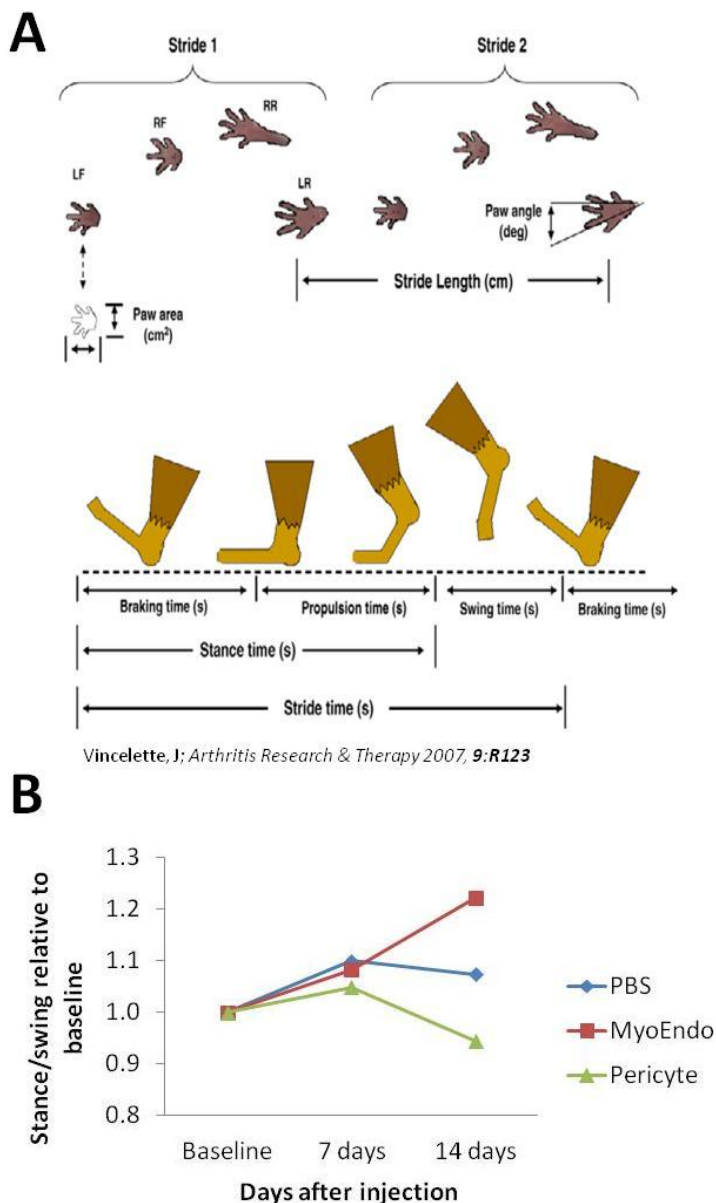 A
Stride 1 Stride 2
RR
RF
LF
LR
Paw angle
(deg)
Stride Length (cm)
Paw area
(cm²)
Braking time (s) Propulsion time (s) Swing time (s) Braking time (s)
Stance time (s)
Stride time (s)
Vincelette, J; Arthritis Research & Therapy 2007, 9:R123
B
Stance/swing relative to
baseline
1.3
1.2
1.1
1.0
0.9
0.8
Baseline 7 days 14 days
Days after injection
PBS
MyoEndo
Pericyte